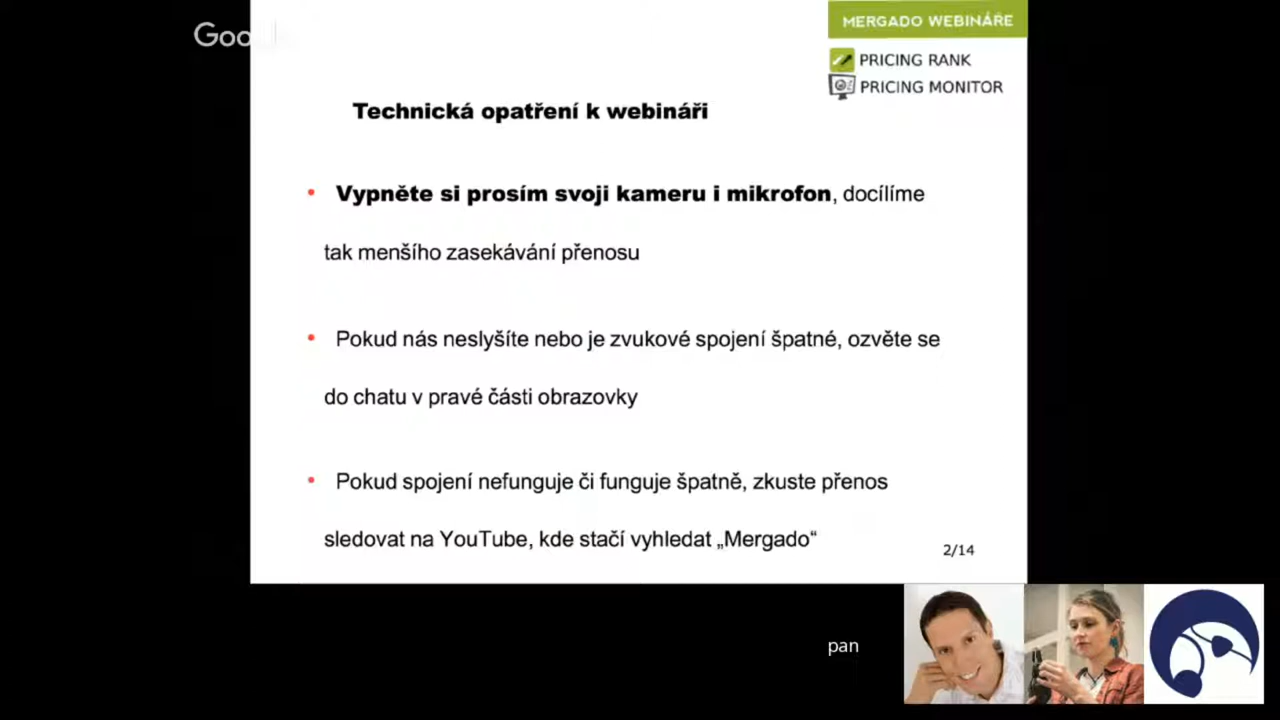 MERGADO WEBINÁŘE
PRICING RANK
PRICING MONITOR
Technická opatření k webináři
• Vypněte si prosím svoji kameru i mikrofon, docílíme
tak menšího zasekávání přenosu
• Pokud nás neslyšíte nebo je zvukové spojení špatné, ozvěte se
do chatu v pravé části obrazovky
• Pokud spojení nefunguje či funguje špatně, zkuste přenos
sledovat na YouTube, kde stačí vyhledat „Mergado“
2/14
pan